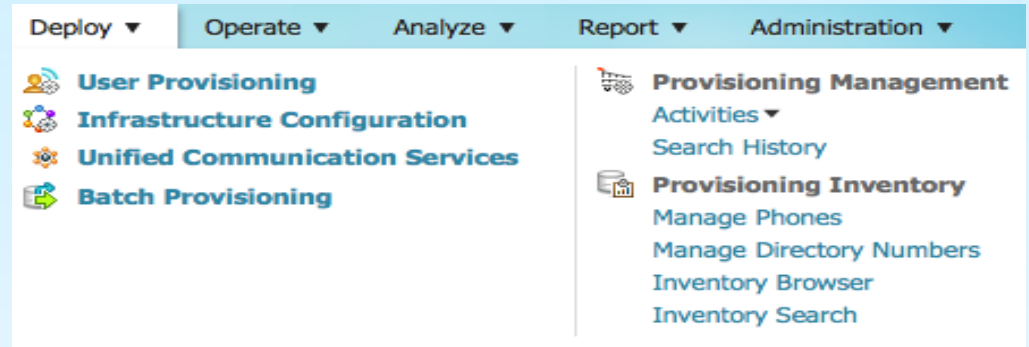 Deploy ▼ Operate ▼ Analyze ▼ Report ▼ Administration ▼
User Provisioning
Infrastructure Configuration
Unified Communication Services
Batch Provisioning
Provisioning Management
Activities ▼
Search History
Provisioning Inventory
Manage Phones
Manage Directory Numbers
Inventory Browser
Inventory Search